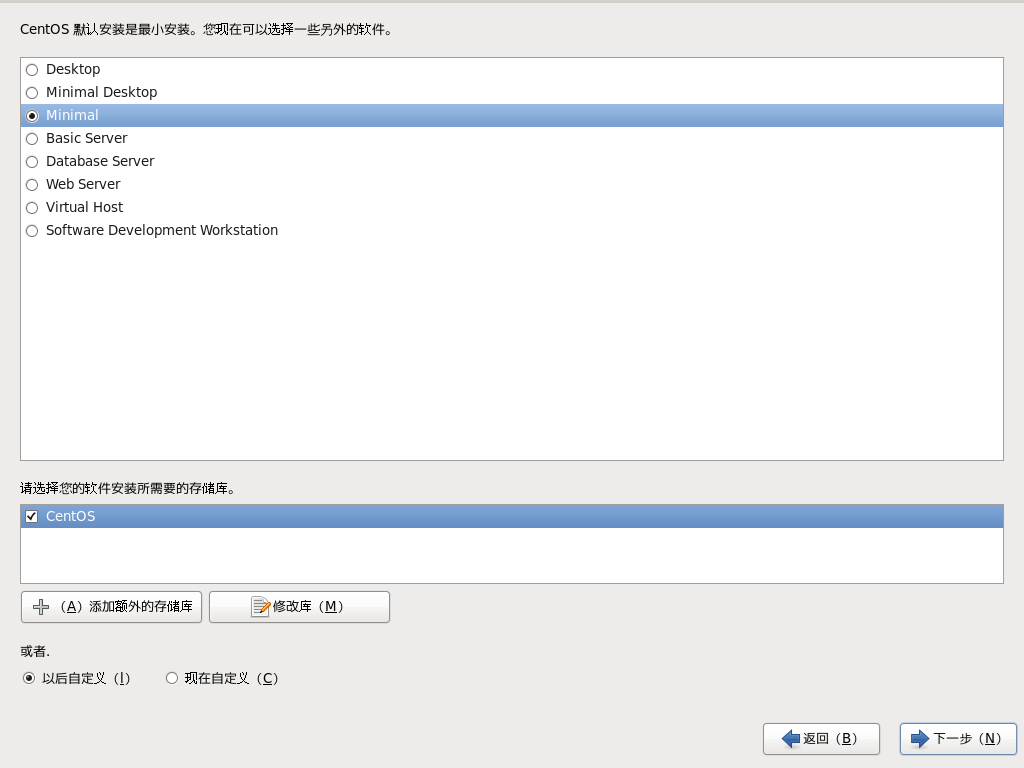 CentOS 默认安装是最小安装。您现在可以选择一些另外的软件。
Desktop
Minimal Desktop
Minimal
Basic Server
Database Server
Web Server
Virtual Host
Software Development Workstation
请选择您的软件安装所需要的存储库。
CentOS
（A）添加额外的存储库 修改库（M）
或者.
以后自定义（I） 现在自定义（C）
返回（B） 下一步（N）